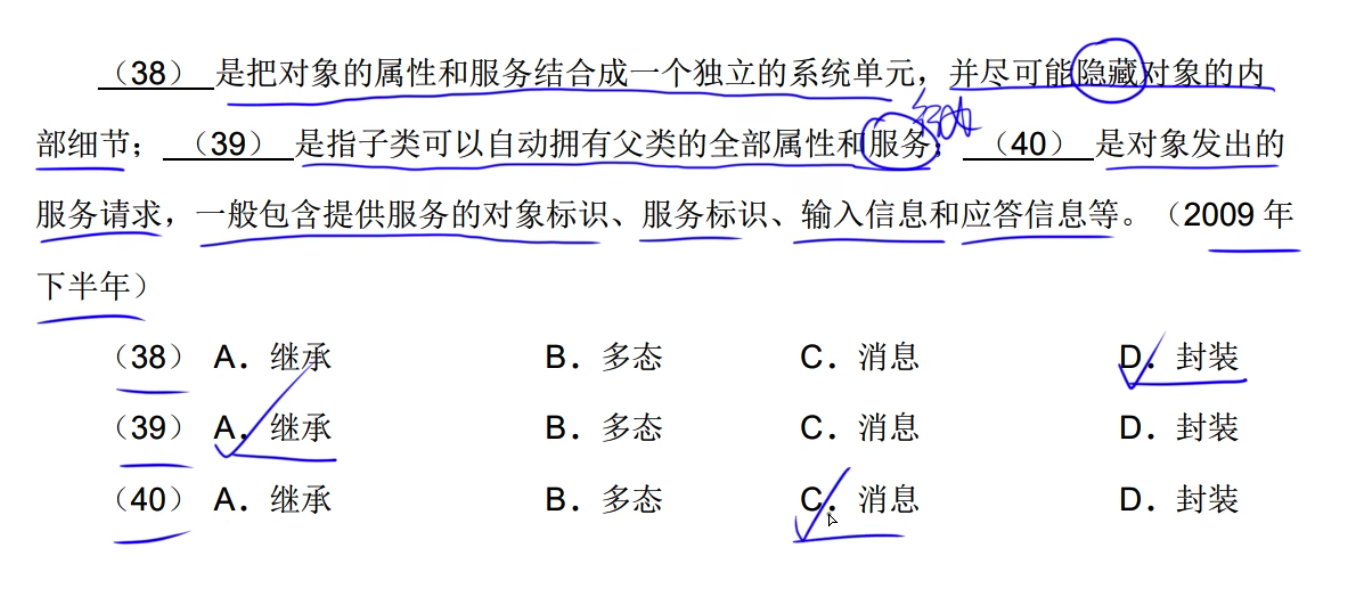 （38） 是把对象的属性和服务结合成一个独立的系统单元，并尽可能隐藏对象的内
部细节；（39） 是指子类可以自动拥有父类的全部属性和服务；（40） 是对象发出的
服务请求，一般包含提供服务的对象标识、服务标识、输入信息和应答信息等。（2009 年
下半年）
（38） A．继承 B．多态 C．消息 D．封装
（39） A．继承 B．多态 C．消息 D．封装
（40） A．继承 B．多态 C．消息 D．封装